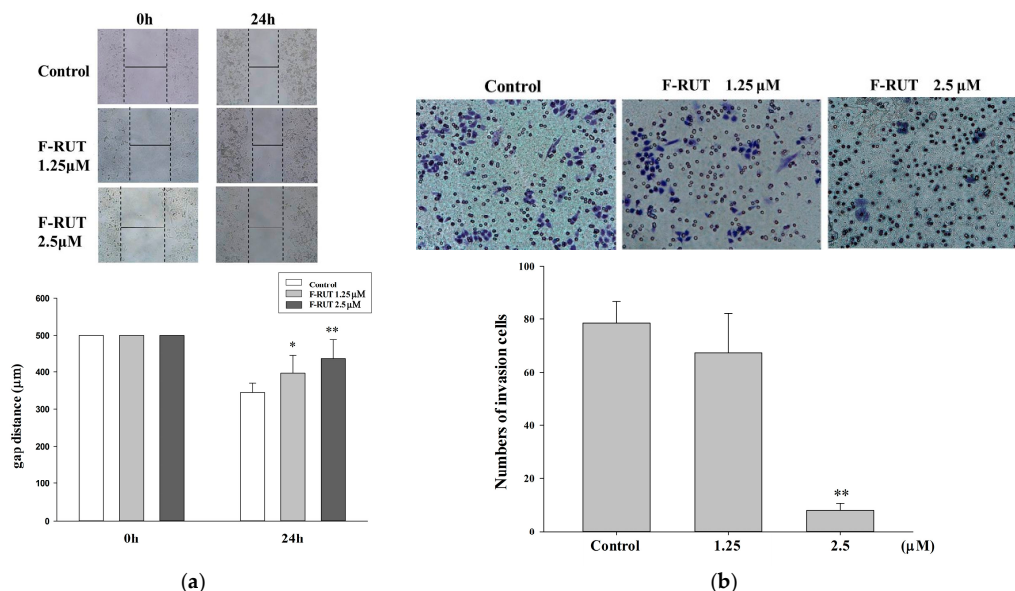 0h 24h
Control
F-RUT
1.25µM
F-RUT
2.5µM
Control
F-RUT 1.25µM
F-RUT 2.5µM
600
500
400
300
200
100
0
gap distance (µm)
*
**
0h 24h
(a)
Control F-RUT 1.25 µM F-RUT 2.5 µM
100
80
60
40
20
0
Numbers of invasion cells
**
Control 1.25 2.5 (µM)
(b)